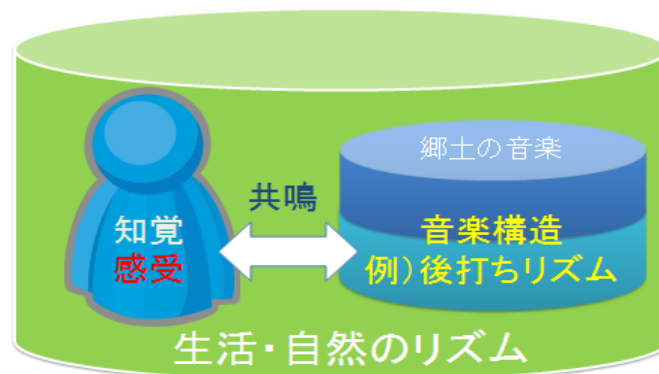 郷土の音楽
共鳴
知覚
感受
音楽構造
例）後打ちリズム
生活・自然のリズム